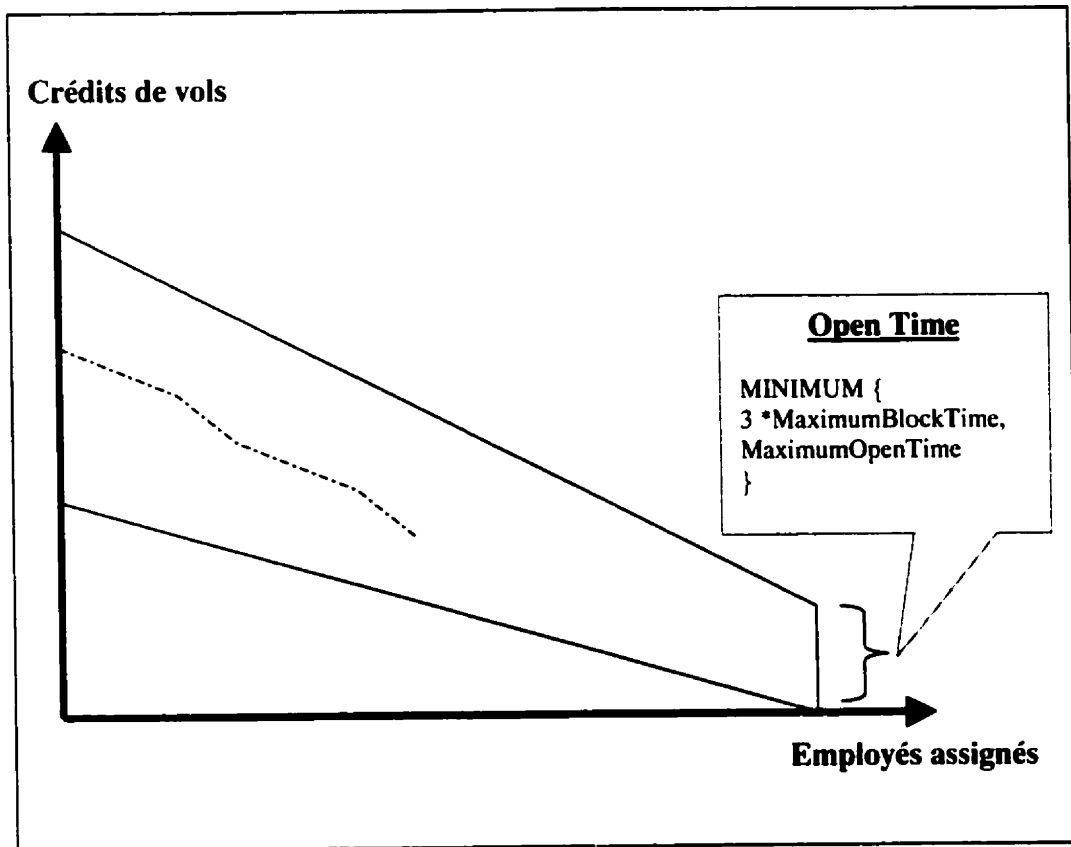 Crédits de vols
Open Time
MINIMUM {
3 *MaximumBlockTime,
MaximumOpenTime
}
Employés assignés